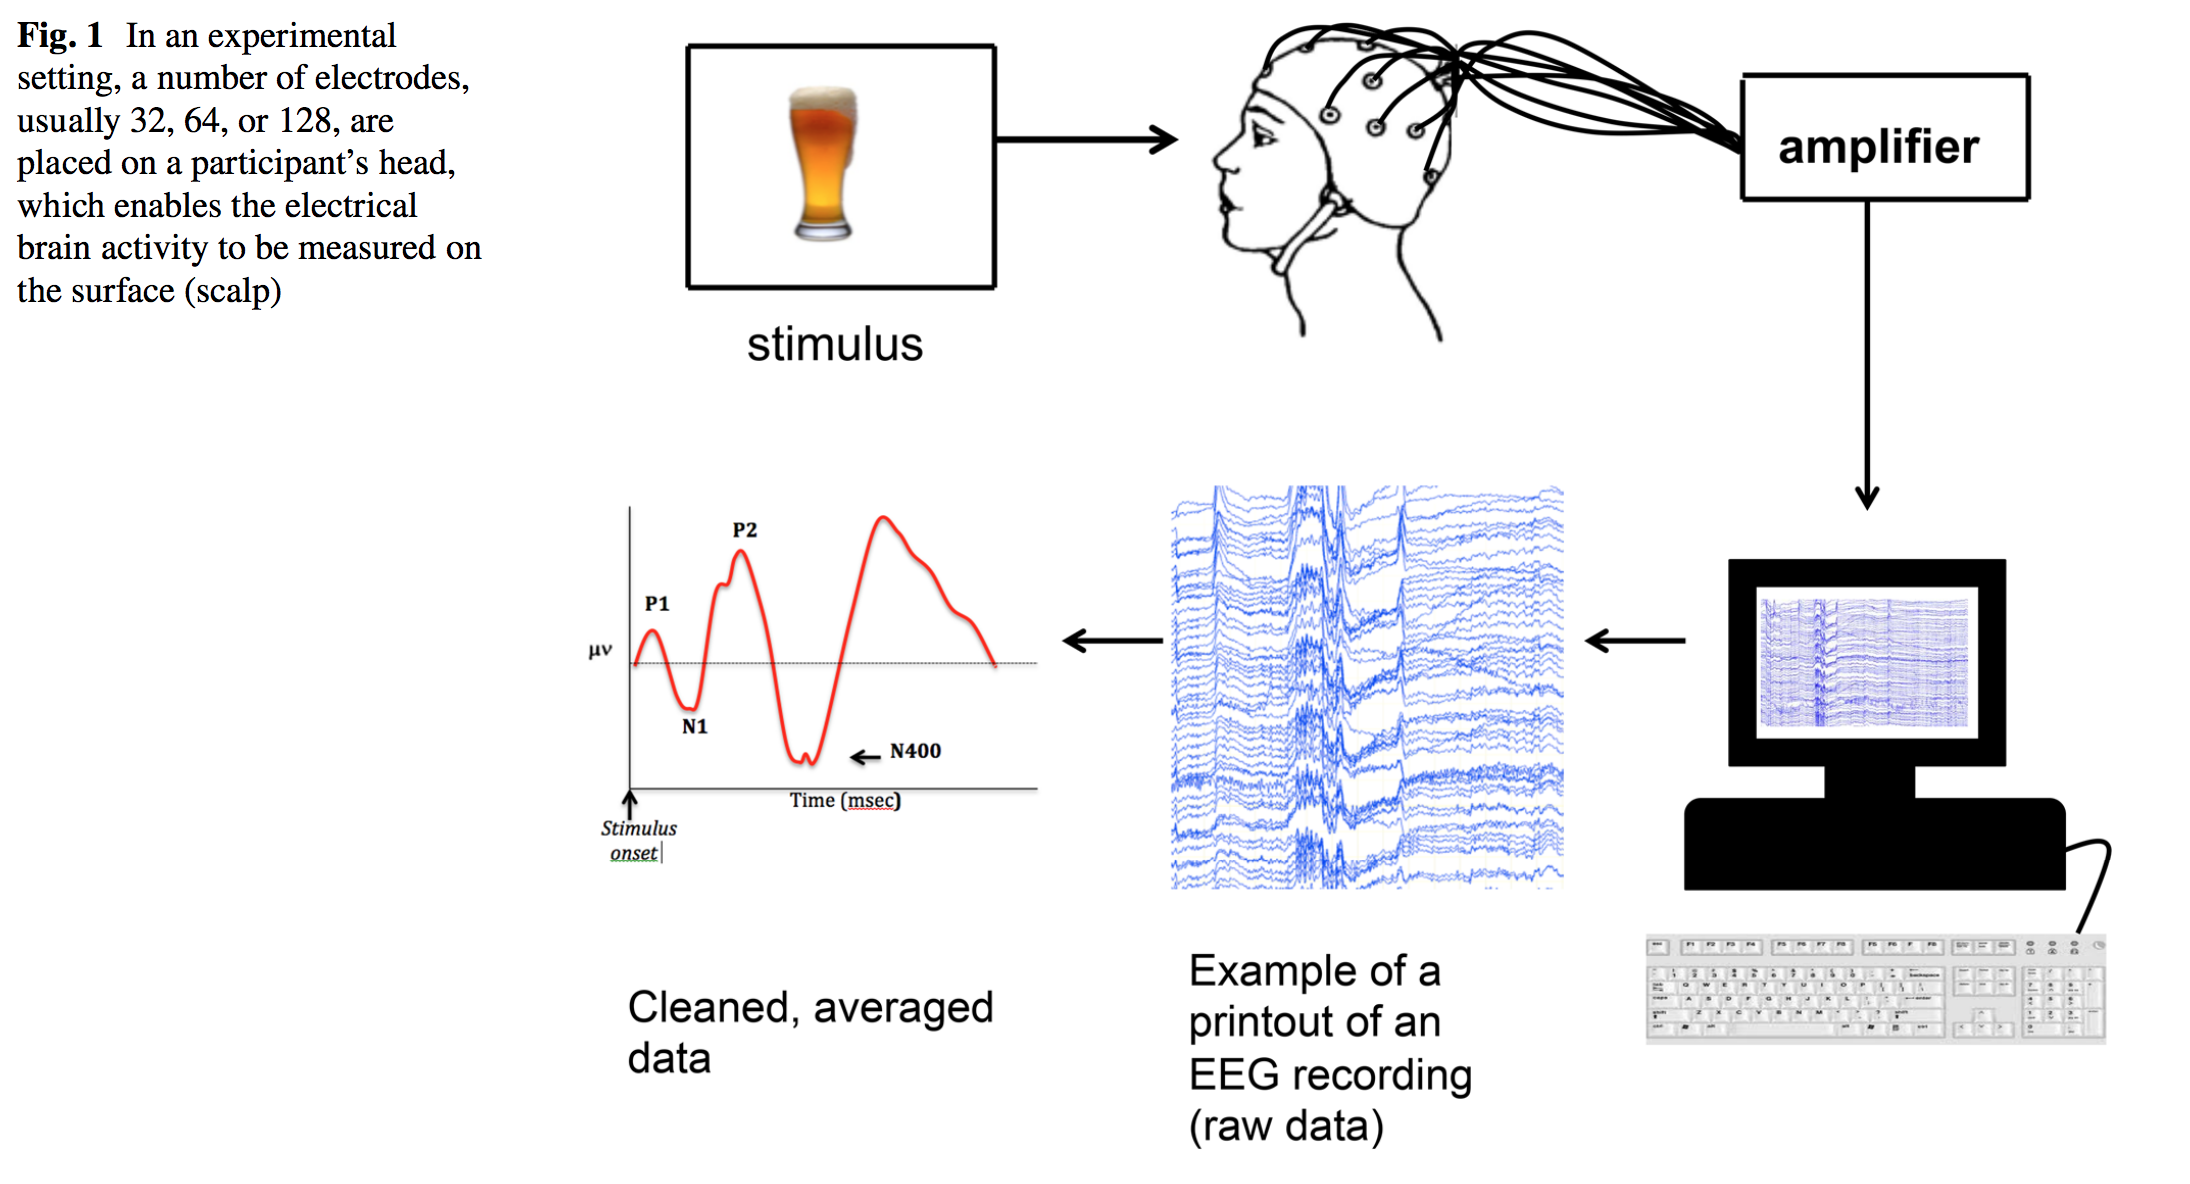 Fig. 1 In an experimental
setting, a number of electrodes,
usually 32, 64, or 128, are
placed on a participant’s head,
which enables the electrical
brain activity to be measured on
the surface (scalp)
stimulus
amplifier
P2
P1
μv
N1
N400
Time (msec)
Stimulus
onset
Cleaned, averaged
data
Example of a
printout of an
EEG recording
(raw data)